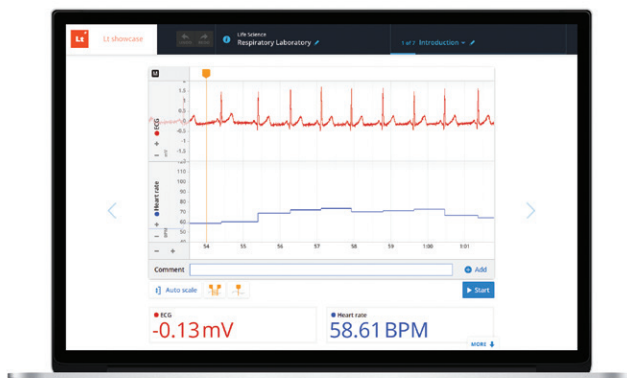 Lt
Lt showcase
Life Science
Respiratory Laboratory
1 of 7 Introduction
M
ECG
1.5
1
0.5
-0.5
-1
-1.5
Heart rate
BPM
110
100
90
80
70
60
50
54 55 56 57 58 59 1:00 1:01
Comment
Add
Auto scale
Start
ECG
-0.13 mV
Heart rate
58.61 BPM
MORE